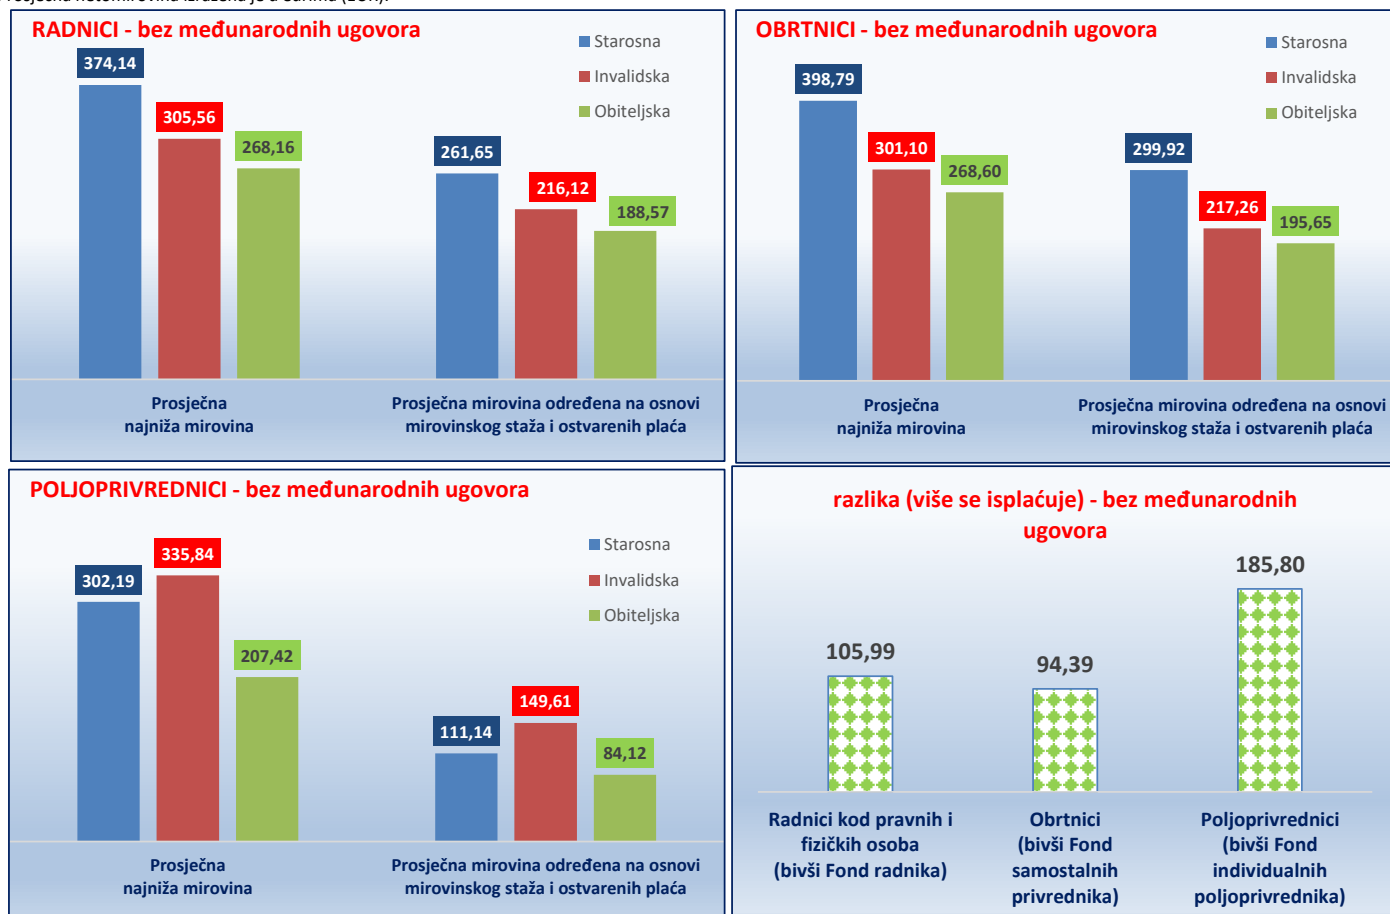 Prosječna netomirovina izražena je u eurima (EUR).
RADNICI - bez međunarodnih ugovora
Starosna
Invalidska
Obiteljska
374,14
305,56
268,16
261,65
216,12
188,57
Prosječna
najniža mirovina
Prosječna mirovina određena na osnovi
mirovinskog staža i ostvarenih plaća
OBRTNICI - bez međunarodnih ugovora
Starosna
Invalidska
Obiteljska
398,79
301,10
268,60
299,92
217,26
195,65
Prosječna
najniža mirovina
Prosječna mirovina određena na osnovi
mirovinskog staža i ostvarenih plaća
POLJOPRIVREDNICI - bez međunarodnih ugovora
Starosna
Invalidska
Obiteljska
302,19
335,84
207,42
111,14
149,61
84,12
Prosječna
najniža mirovina
Prosječna mirovina određena na osnovi
mirovinskog staža i ostvarenih plaća
razlika (više se isplaćuje) - bez međunarodnih
ugovora
105,99
94,39
185,80
Radnici kod pravnih i
fizičkih osoba
(bivši Fond radnika)
Obrtnici
(bivši Fond
samostalnih
privrednika)
Poljoprivrednici
(bivši Fond
individualnih
poljoprivrednika)